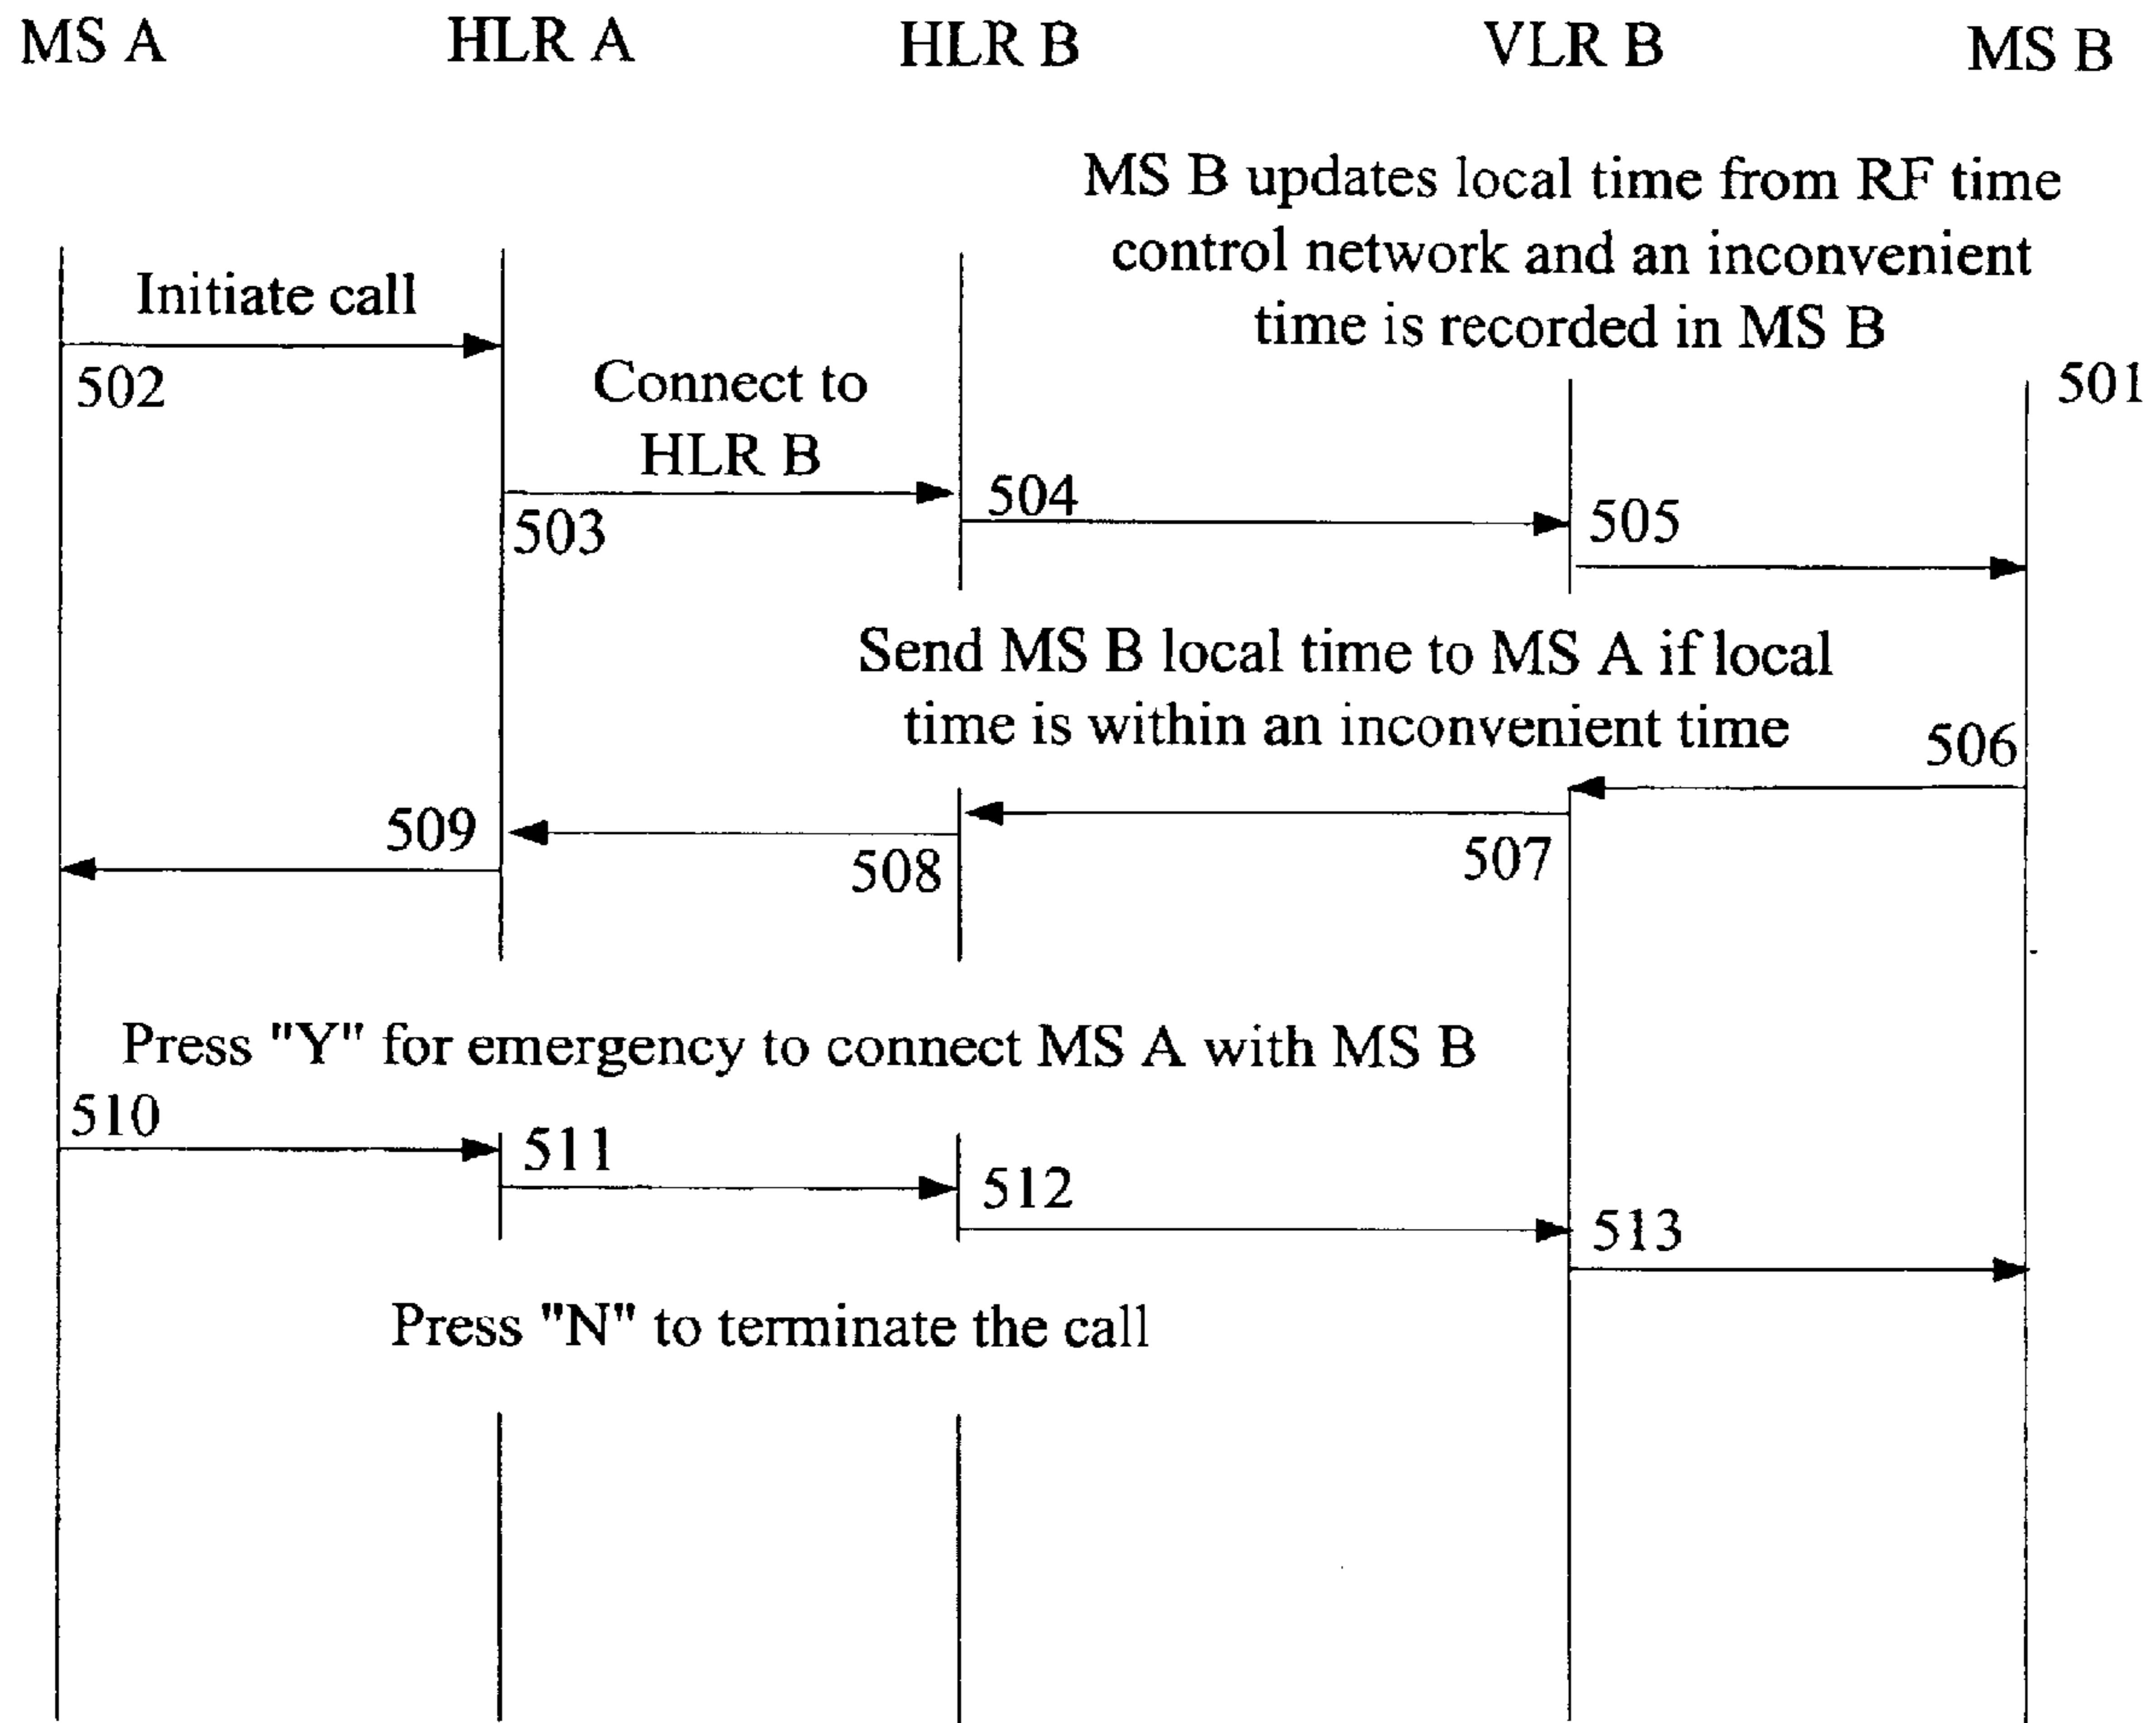 MS A HLR A HLR B VLR B MS B
MS B updates local time from RF time
control network and an inconvenient
time is recorded in MS B
Initiate call
502
Connect to
HLR B
501
503
504
505
Send MS B local time to MS A if local
time is within an inconvenient time
506
507
508
509
Press "Y" for emergency to connect MS A with MS B
510
511
512
513
Press "N" to terminate the call